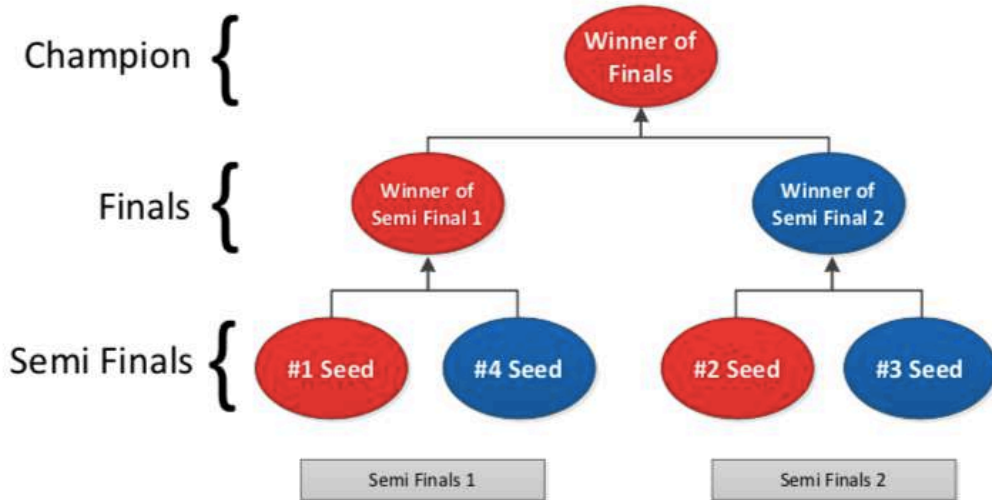 Champion {
Winner of
Finals
Finals {
Winner of
Semi Final 1
Winner of
Semi Final 2
Semi Finals {
#1 Seed
#4 Seed
#2 Seed
#3 Seed
Semi Finals 1
Semi Finals 2